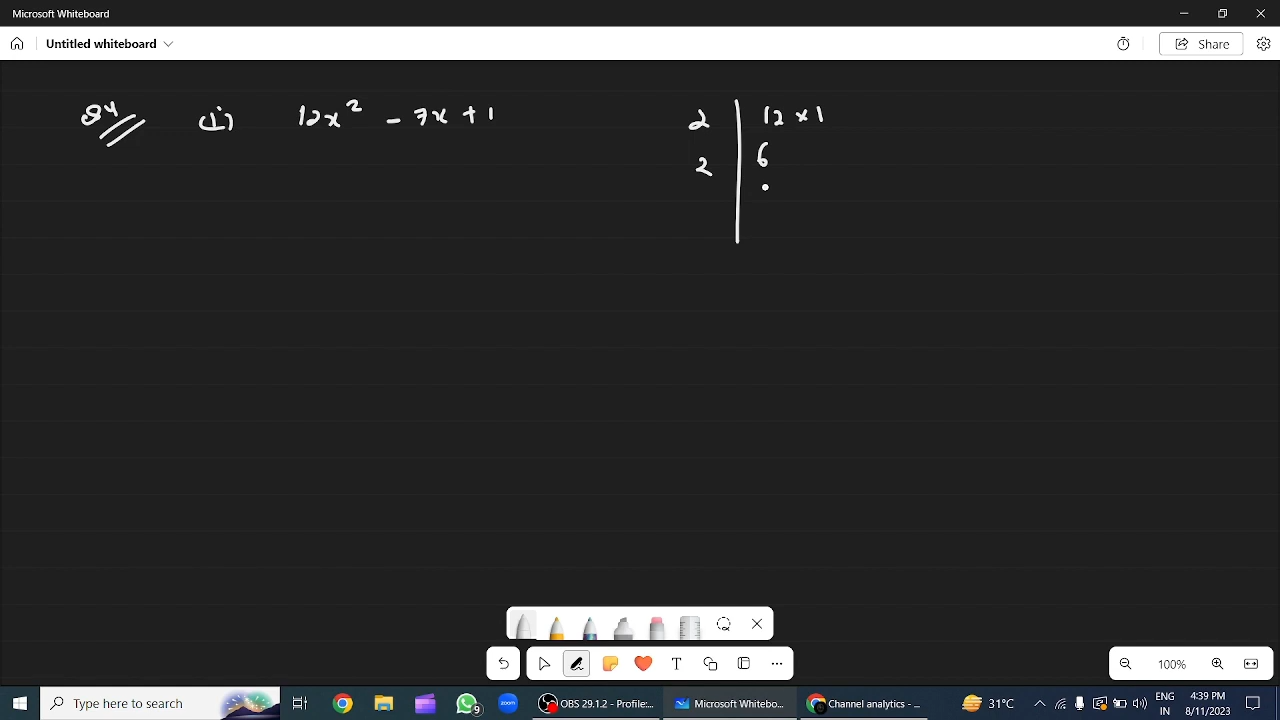 Microsoft Whiteboard
Untitled whiteboard
Share
Q4 (i) 12x² - 7x + 1
2 | 12 x 1
2 | 6
100%
Type here to search
9
OBS 29.1.2 - Profile...
Microsoft Whitebo...
Channel analytics - ...
31°C
ENG
IN
4:39 PM
8/11/2023